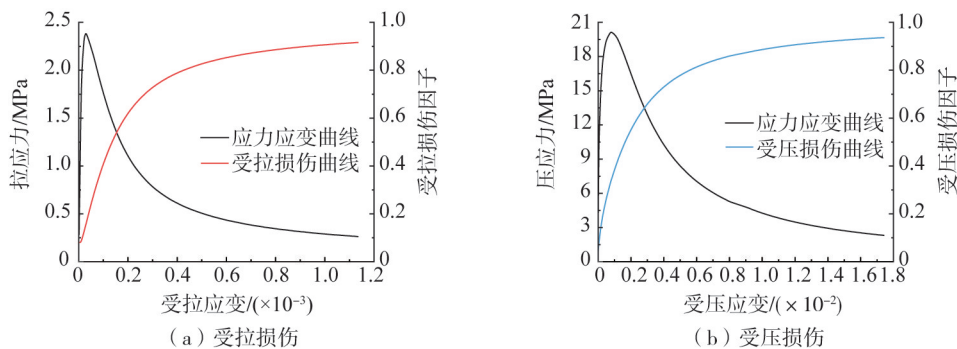 2.5
2.0
1.5
1.0
0.5
0
拉应力/MPa
1.0
0.8
0.6
0.4
0.2
0
受拉损伤因子
应力应变曲线
受拉损伤曲线
0 0.2 0.4 0.6 0.8 1.0 1.2
受拉应变/(×10⁻³)
(a)受拉损伤
21
18
15
12
9
6
3
0
压应力/MPa
1.0
0.8
0.6
0.4
0.2
0
受压损伤因子
应力应变曲线
受压损伤曲线
0 0.2 0.4 0.6 0.8 1.0 1.2 1.4 1.6 1.8
受压应变/(×10⁻²)
(b)受压损伤